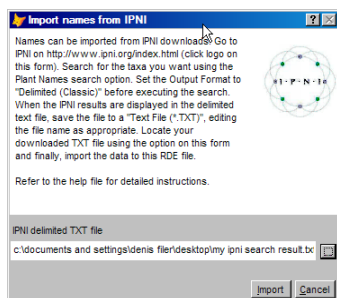 Import names from IPNI
Names can be imported from IPNI downloads. Go to
IPNI on http://www.ipni.org/index.html (click logo on
this form). Search for the taxa you want using the
Plant Names search option. Set the Output Format to
"Delimited (Classic)" before executing the search.
When the IPNI results are displayed in the delimited
text file, save the file to a "Text File (*.TXT)", editing
the file name as appropriate. Locate your
downloaded TXT file using the option on this form
and finally, import the data to this RDE file.
I·P·N·I
Refer to the help file for detailed instructions.
IPNI delimited TXT file
c:\documents and settings\denis filer\desktop\my ipni search result.tx
Import Cancel